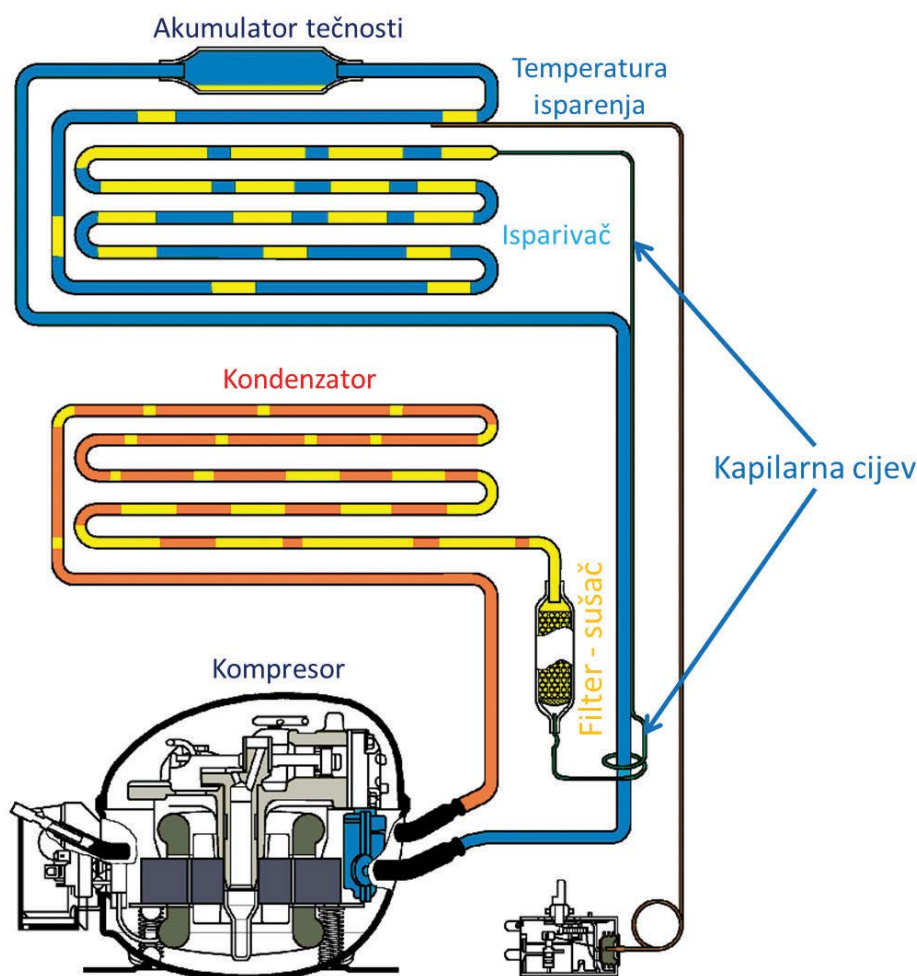 Akumulator tečnosti
Temperatura
isparenja
Isparivač
Kondenzator
Kapilarna cijev
Filter - sušač
Kompresor